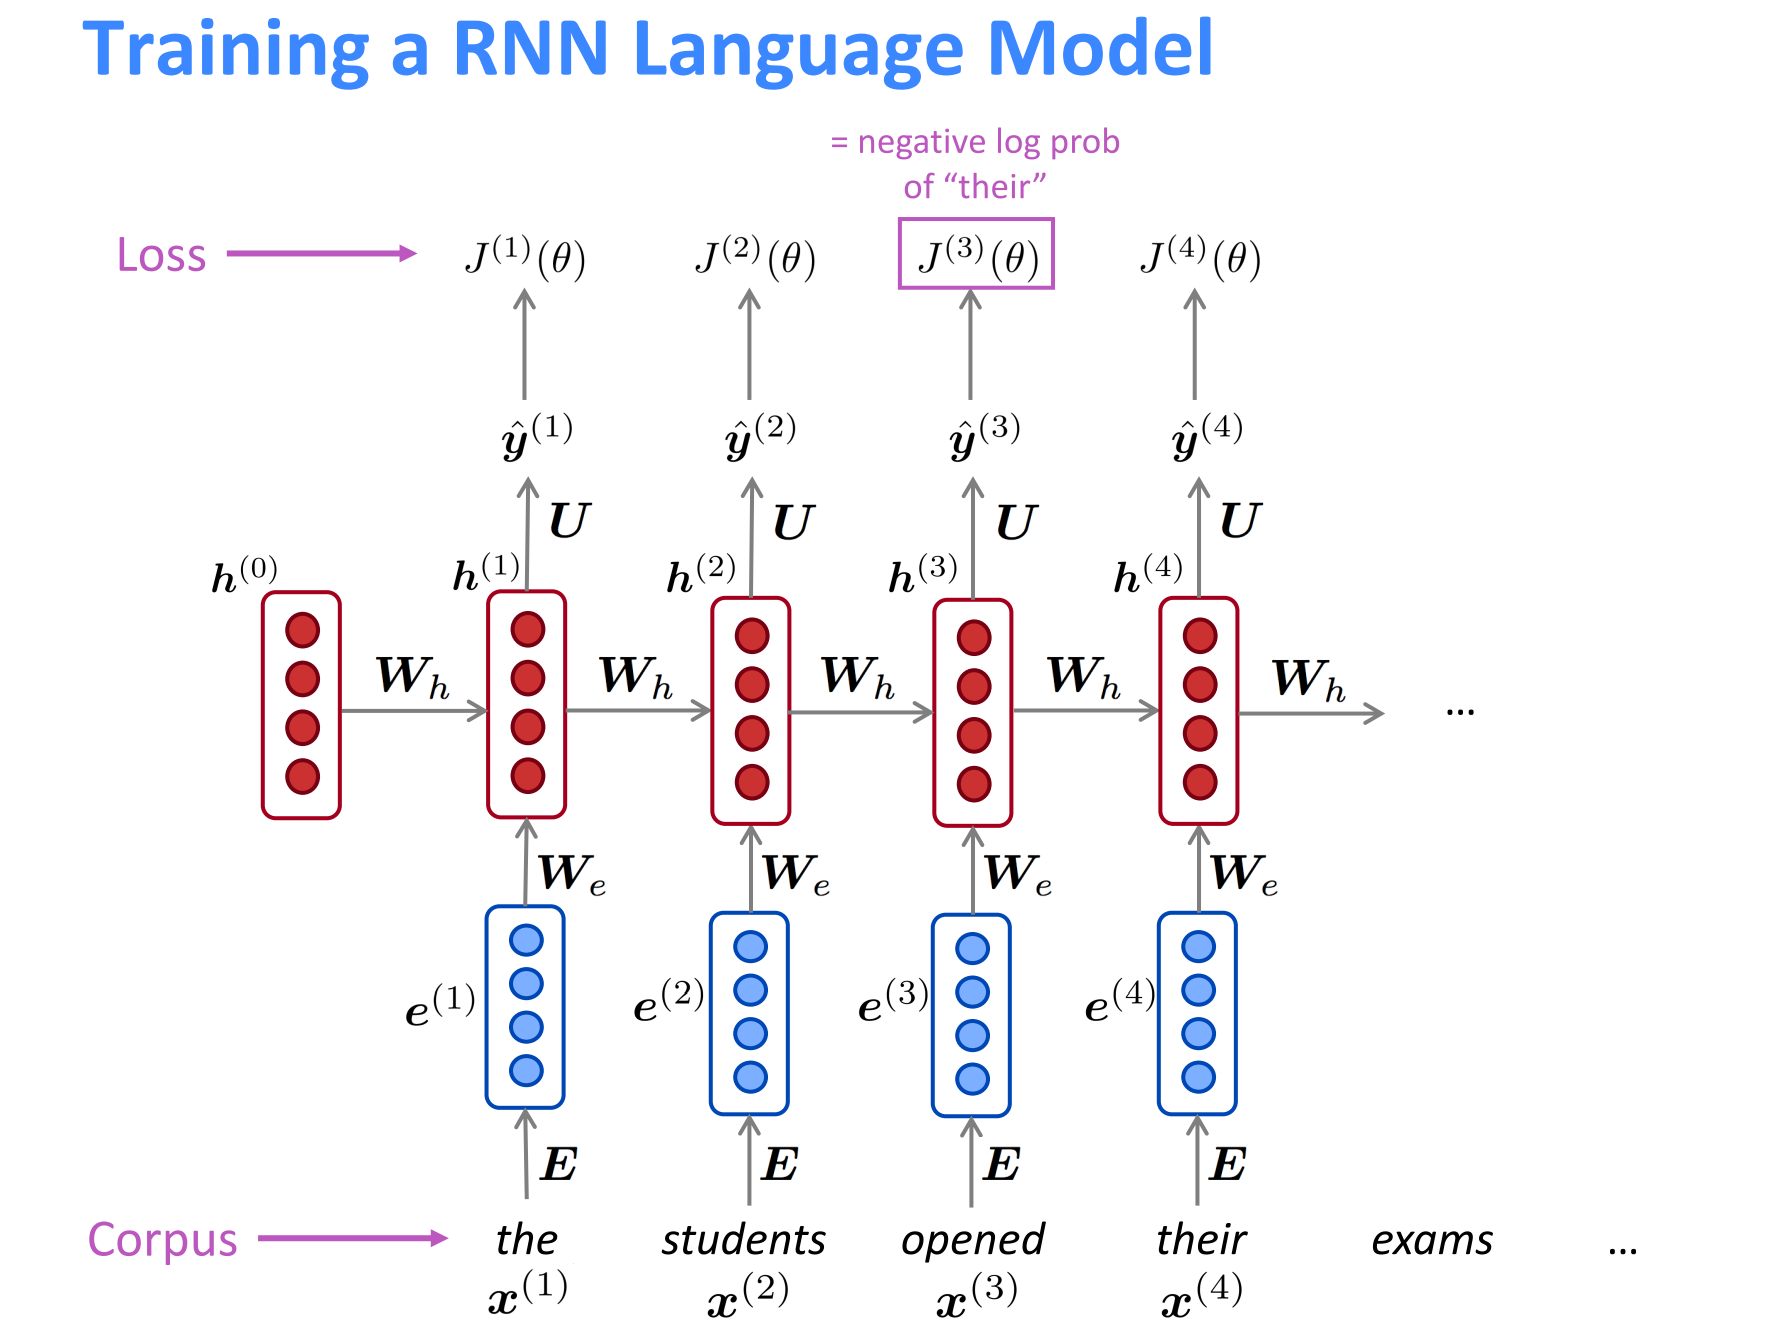 Training a RNN Language Model
= negative log prob
of “their”
Loss J⁽¹⁾(θ) J⁽²⁾(θ) J⁽³⁾(θ) J⁽⁴⁾(θ)
ŷ⁽¹⁾ ŷ⁽²⁾ ŷ⁽³⁾ ŷ⁽⁴⁾
U U U U
h⁽⁰⁾ h⁽¹⁾ h⁽²⁾ h⁽³⁾ h⁽⁴⁾
Wₕ Wₕ Wₕ Wₕ Wₕ ...
Wₑ Wₑ Wₑ Wₑ
e⁽¹⁾ e⁽²⁾ e⁽³⁾ e⁽⁴⁾
E E E E
Corpus the students opened their exams ...
x⁽¹⁾ x⁽²⁾ x⁽³⁾ x⁽⁴⁾